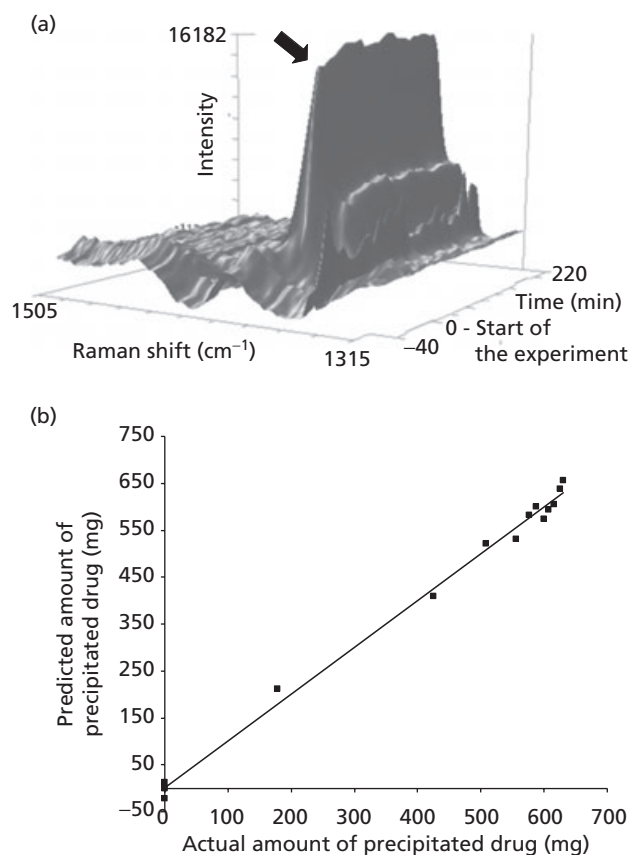 (a)
16182
Intensity
1505
Raman shift (cm⁻¹)
1315
−40
0 - Start of
the experiment
Time (min)
220
(b)
750
650
550
450
350
250
150
50
−50
Predicted amount of
precipitated drug (mg)
0
100
200
300
400
500
600
700
Actual amount of precipitated drug (mg)